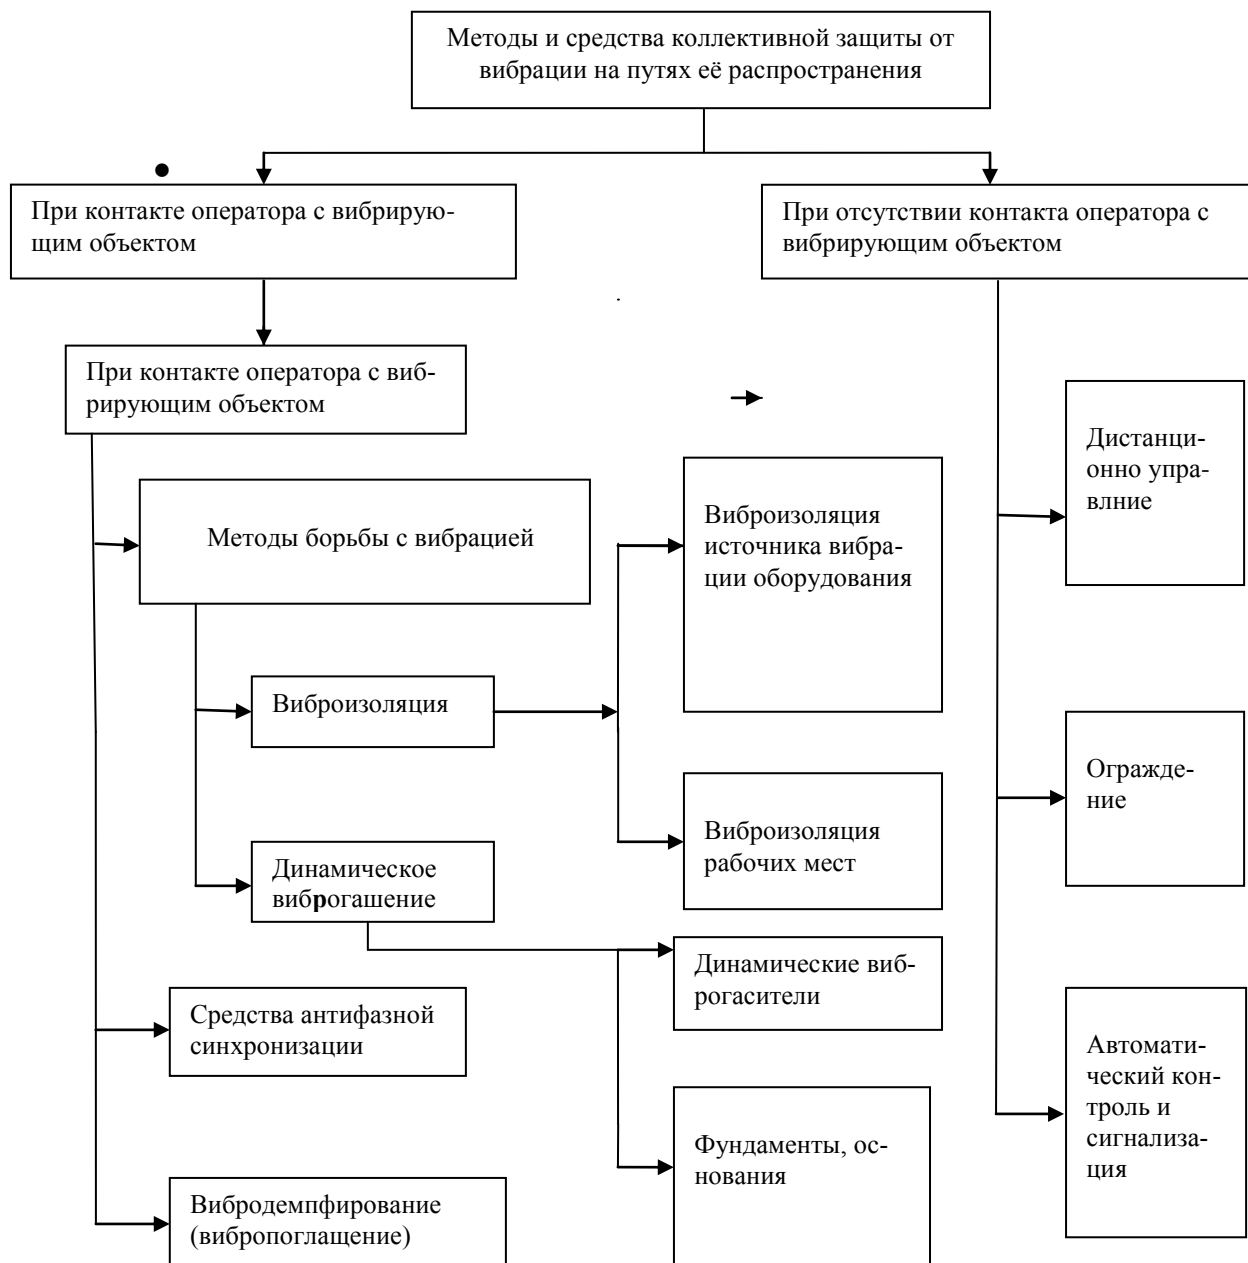 Методы и средства коллективной защиты от
вибрации на путях её распространения
При контакте оператора с вибрирую-
щим объектом
При отсутствии контакта оператора с
вибрирующим объектом
При контакте оператора с виб-
рирующим объектом
Дистанци-
онно упра-
влние
Методы борьбы с вибрацией
Виброизоляция
источника вибра-
ции оборудования
Виброизоляция
Ограждe-
ние
Виброизоляция
рабочих мест
Динамическое
виброгашение
Динамические виб-
рогасители
Средства антифазной
синхронизации
Автомати-
ческий кон-
троль и
сигнализа-
ция
Фундаменты, ос-
нования
Вибродемпфирование
(вибропоглащение)